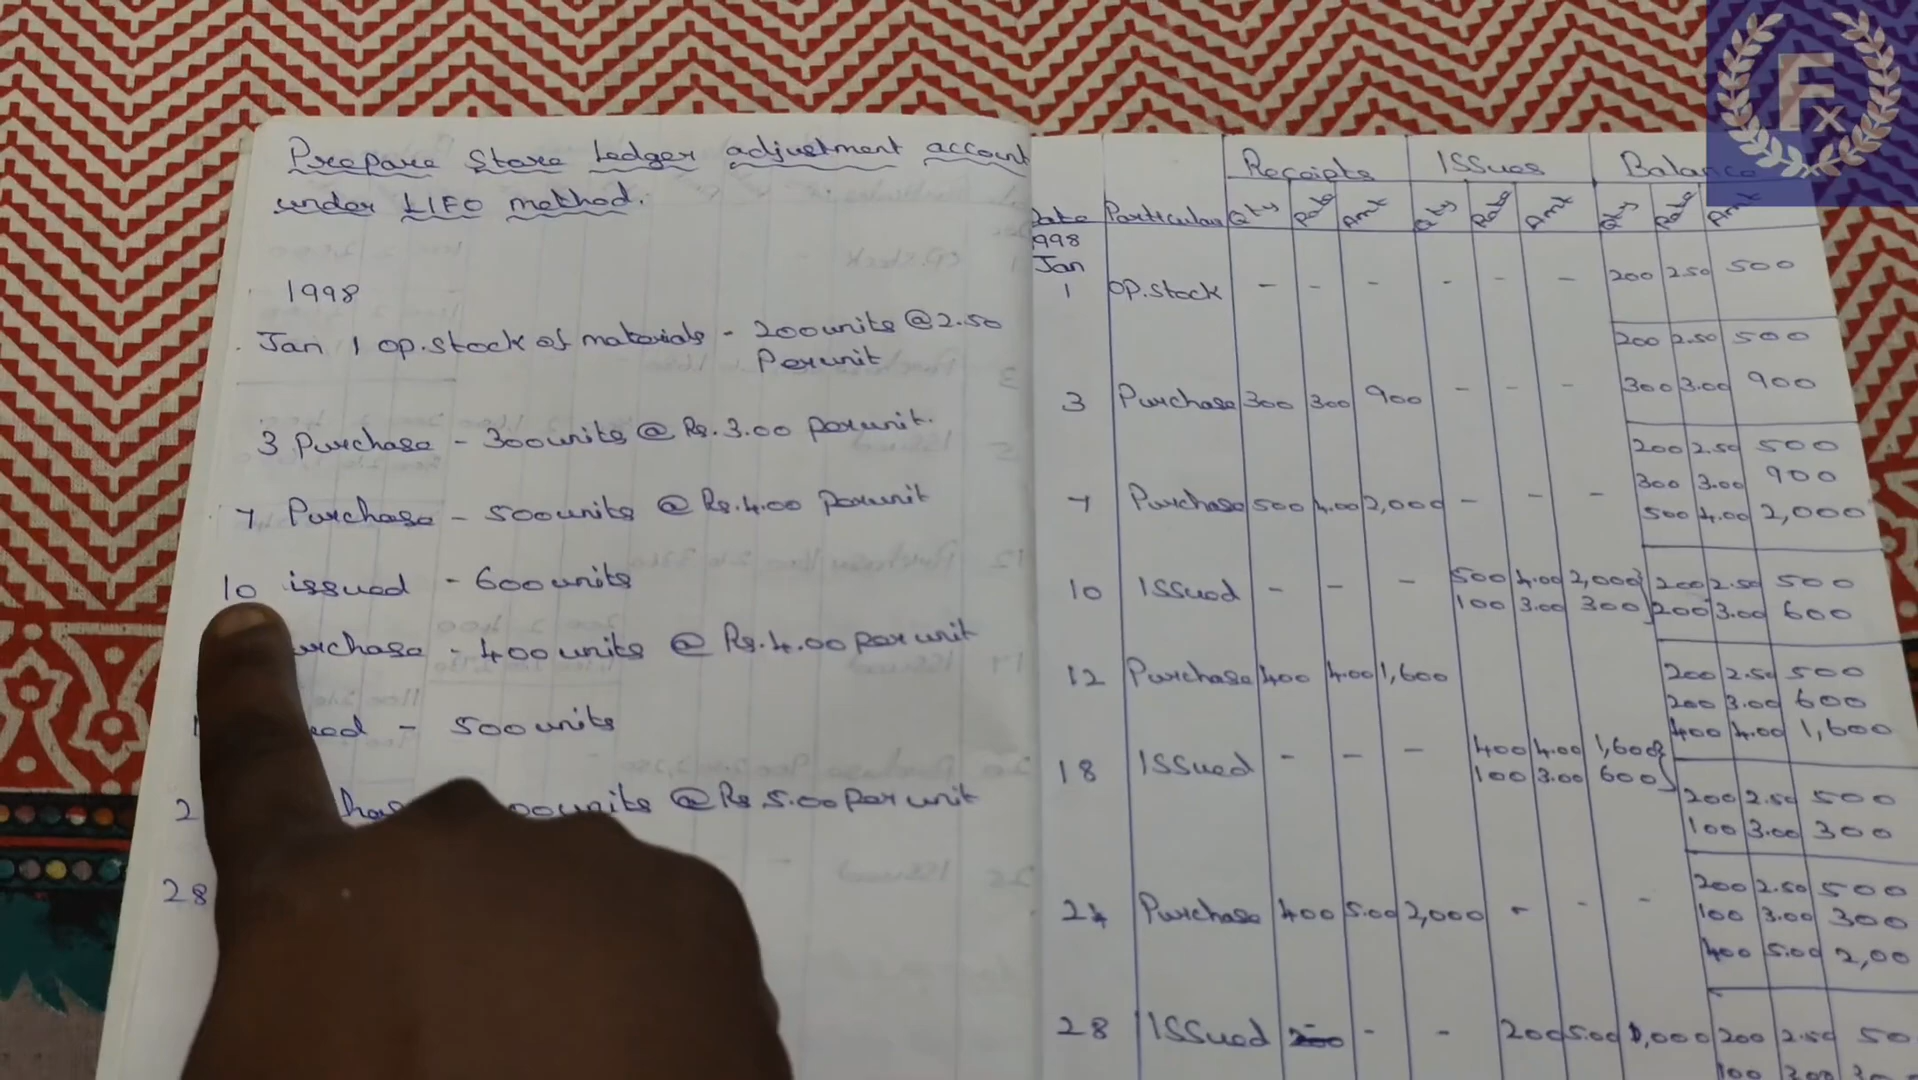 Prepare Store Ledger adjustment account
under LIFO method.
1998
Jan 1 op.stock of materials - 200 units @ 2.50
Per unit
3 Purchase - 300 units @ Rs. 3.00 per unit.
7 Purchase - 500 units @ Rs. 4.00 per unit
10 issued - 600 units
urchase - 400 units @ Rs. 4.00 per unit
ued - 500 units
2 units @ Rs. 5.00 per unit
28
Receipts Issues Balance
Date Particulars Qty Rate Amt Qty Rate Amt Qty Rate Amt
1998
Jan
1 op.stock - - - - - - 200 2.50 500
200 2.50 500
3 Purchase 300 300 900 - - - 300 3.00 900
200 2.50 500
300 3.00 900
7 Purchase 500 4.00 2,000 - - - 500 4.00 2,000
10 Issued - - - 500 4.00 2,000 200 2.50 500
100 3.00 300 200 3.00 600
12 Purchase 400 4.00 1,600 200 2.50 500
200 3.00 600
400 4.00 1,600
18 Issued - - - 400 4.00 1,600
100 3.00 600
200 2.50 500
100 3.00 300
200 2.50 500
24 Purchase 400 5.00 2,000 - - - 100 3.00 300
400 5.00 2,00
28 Issued - - 200 5.00 1,000 200 2.50 50
100 3.00
Fx